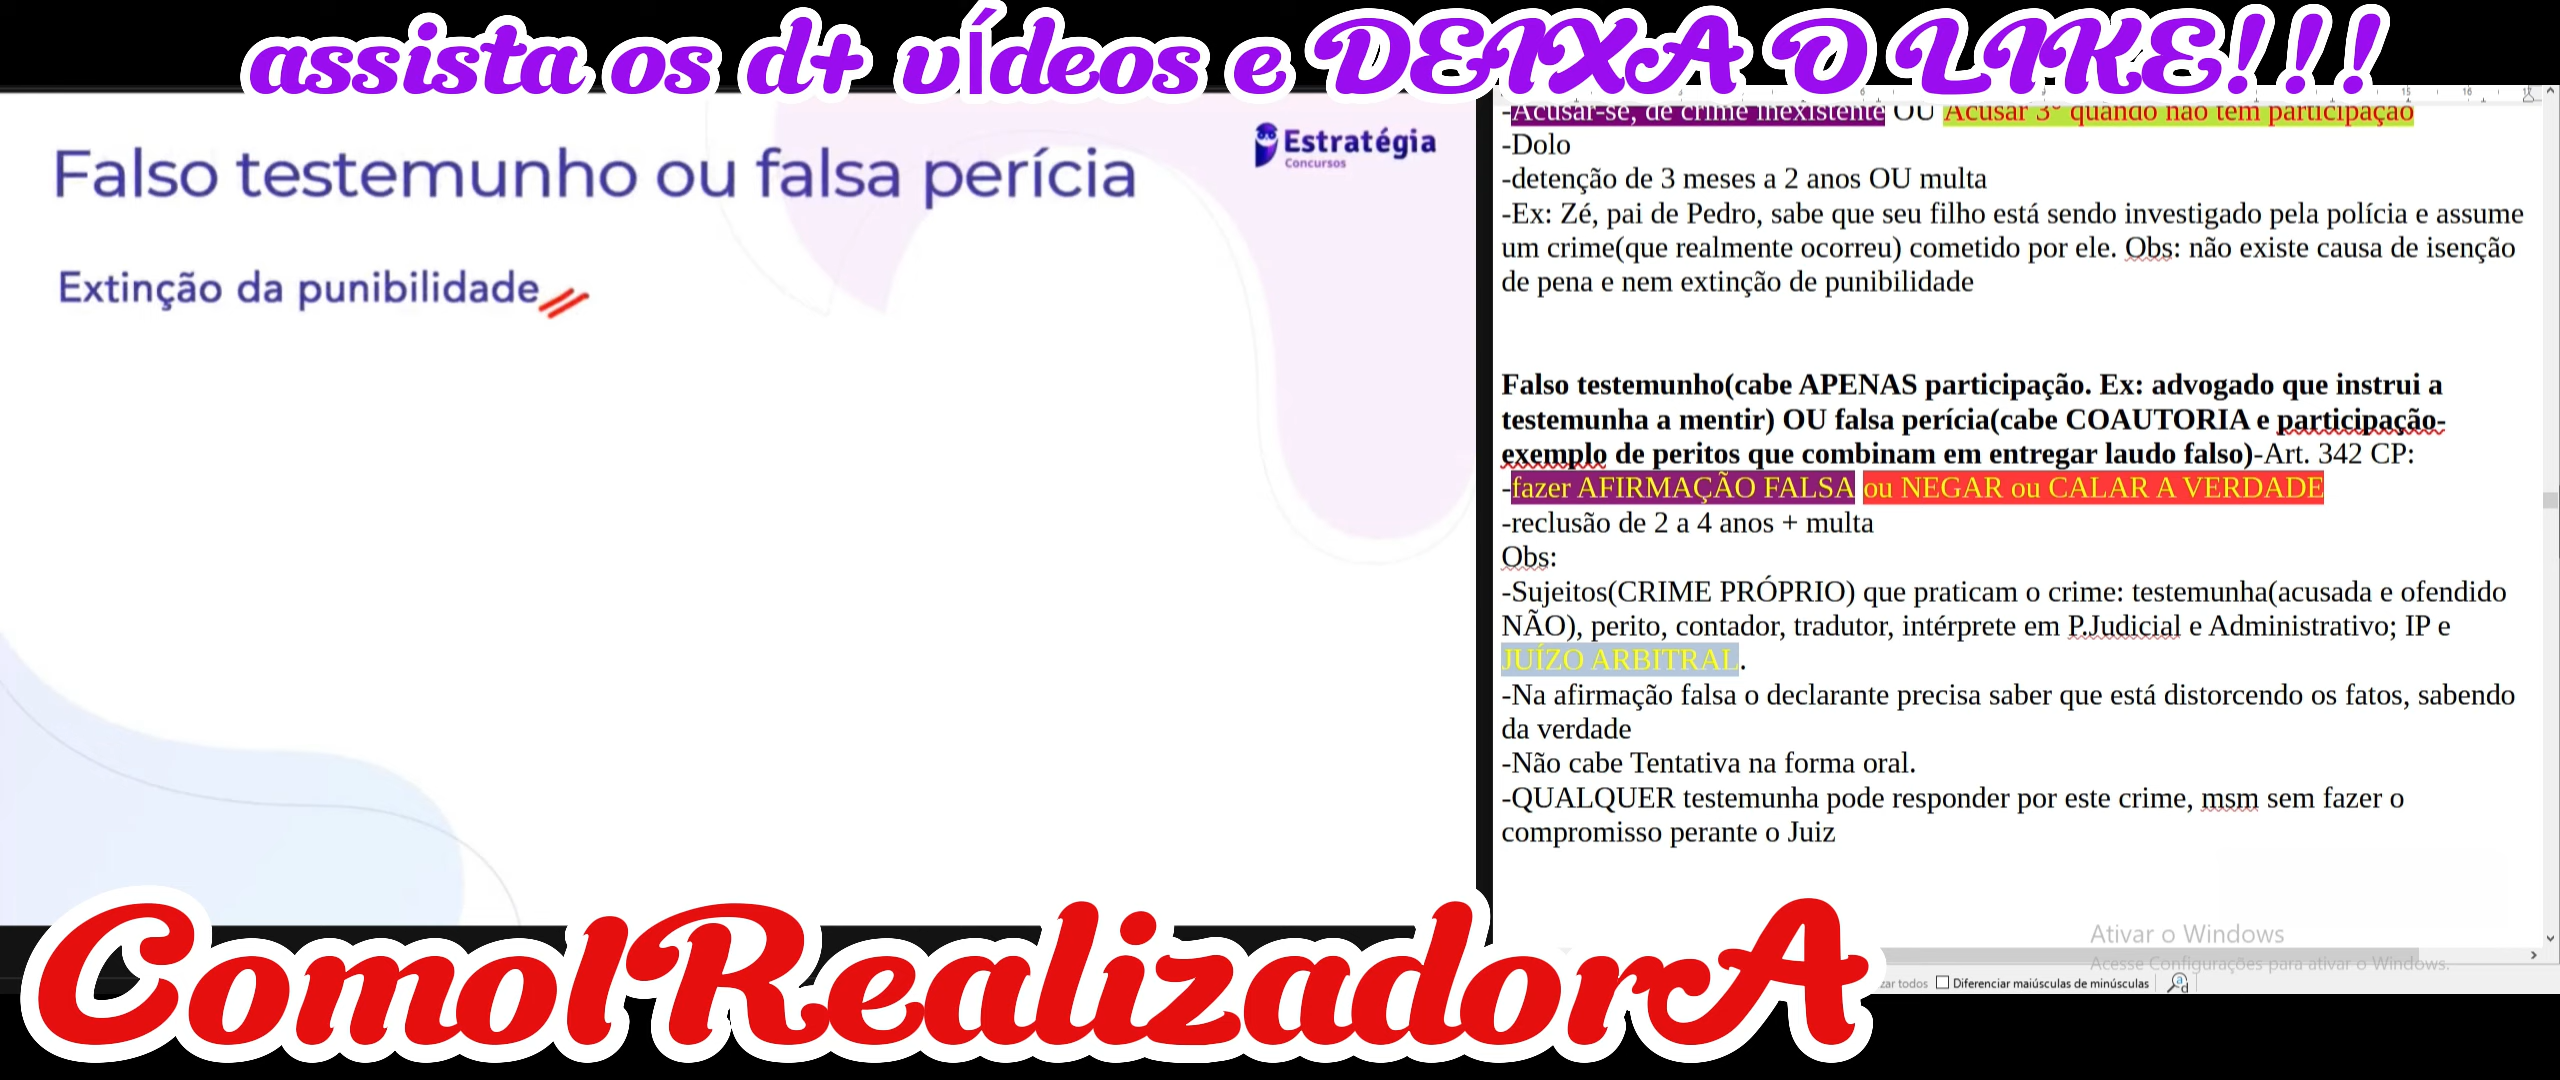 assista os d+ vÍdeos e DEIXA O LIKE!!!
Falso testemunho ou falsa perícia
Estratégia
Concursos
Extinção da punibilidade
-Acusar-se, de crime inexistente OU Acusar 3º quando não tem participação
-Dolo
-detenção de 3 meses a 2 anos OU multa
-Ex: Zé, pai de Pedro, sabe que seu filho está sendo investigado pela polícia e assume
um crime(que realmente ocorreu) cometido por ele. Obs: não existe causa de isenção
de pena e nem extinção de punibilidade
Falso testemunho(cabe APENAS participação. Ex: advogado que instrui a
testemunha a mentir) OU falsa perícia(cabe COAUTORIA e participação-
exemplo de peritos que combinam em entregar laudo falso)-Art. 342 CP:
-fazer AFIRMAÇÃO FALSA ou NEGAR ou CALAR A VERDADE
-reclusão de 2 a 4 anos + multa
Obs:
-Sujeitos(CRIME PRÓPRIO) que praticam o crime: testemunha(acusada e ofendido
NÃO), perito, contador, tradutor, intérprete em P.Judicial e Administrativo; IP e
JUÍZO ARBITRAL.
-Na afirmação falsa o declarante precisa saber que está distorcendo os fatos, sabendo
da verdade
-Não cabe Tentativa na forma oral.
-QUALQUER testemunha pode responder por este crime, msm sem fazer o
compromisso perante o Juiz
Ativar o Windows
Acesse Configurações para ativar o Windows.
zar todos Diferenciar maiúsculas de minúsculas
ComolRealizadorA